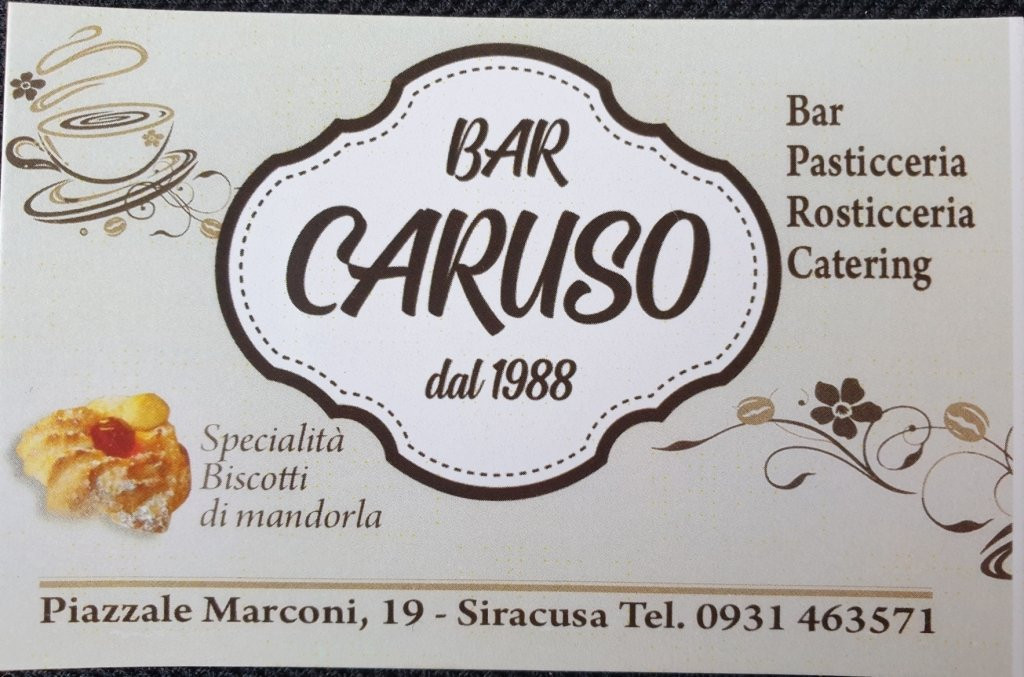 BAR
CARUSO
dal 1988
Bar
Pasticceria
Rosticceria
Catering
Specialità
Biscotti
di mandorla
Piazzale Marconi, 19 - Siracusa Tel. 0931 463571